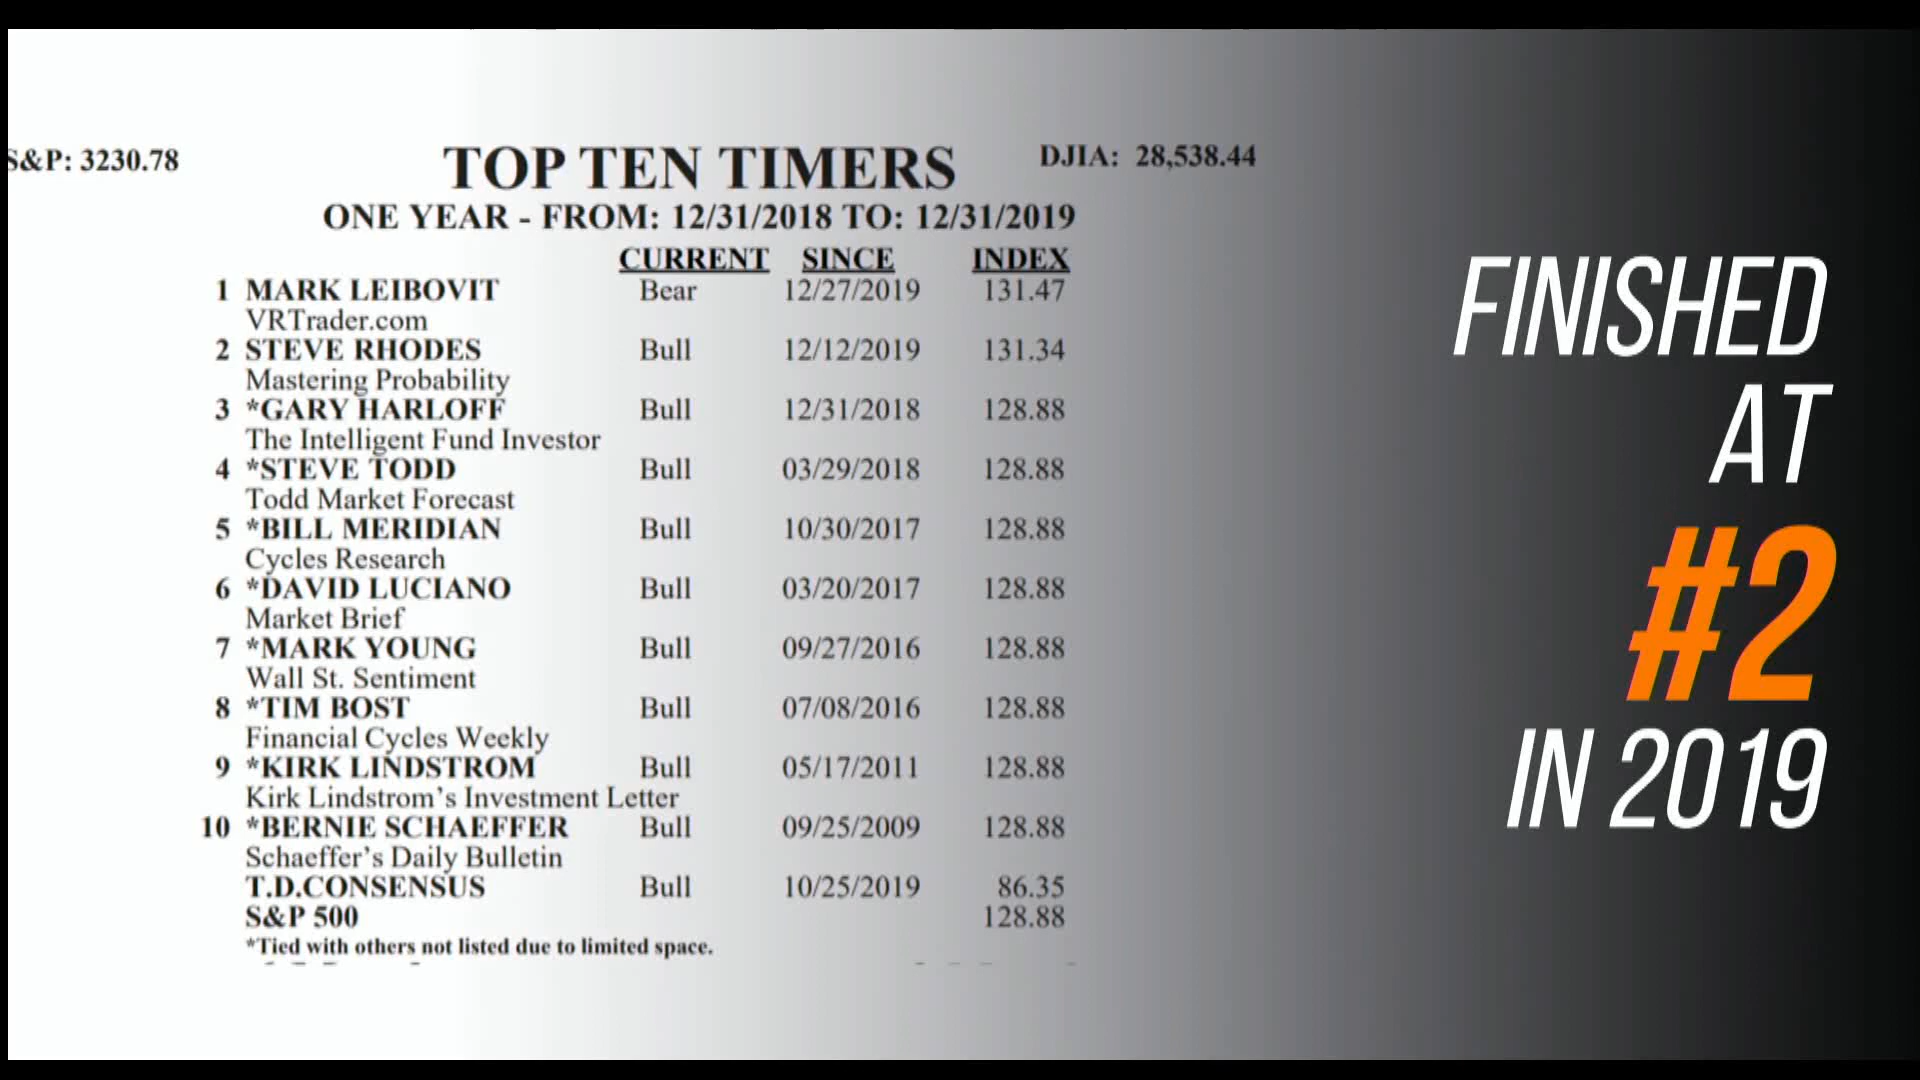 S&P: 3230.78
TOP TEN TIMERS
DJIA: 28,538.44
ONE YEAR - FROM: 12/31/2018 TO: 12/31/2019
CURRENT SINCE INDEX
1 MARK LEIBOVIT Bear 12/27/2019 131.47
VRTrader.com
2 STEVE RHODES Bull 12/12/2019 131.34
Mastering Probability
3 *GARY HARLOFF Bull 12/31/2018 128.88
The Intelligent Fund Investor
4 *STEVE TODD Bull 03/29/2018 128.88
Todd Market Forecast
5 *BILL MERIDIAN Bull 10/30/2017 128.88
Cycles Research
6 *DAVID LUCIANO Bull 03/20/2017 128.88
Market Brief
7 *MARK YOUNG Bull 09/27/2016 128.88
Wall St. Sentiment
8 *TIM BOST Bull 07/08/2016 128.88
Financial Cycles Weekly
9 *KIRK LINDSTROM Bull 05/17/2011 128.88
Kirk Lindstrom's Investment Letter
10 *BERNIE SCHAEFFER Bull 09/25/2009 128.88
Schaeffer's Daily Bulletin
T.D.CONSENSUS Bull 10/25/2019 86.35
S&P 500 128.88
*Tied with others not listed due to limited space.
FINISHED
AT
#2
IN 2019